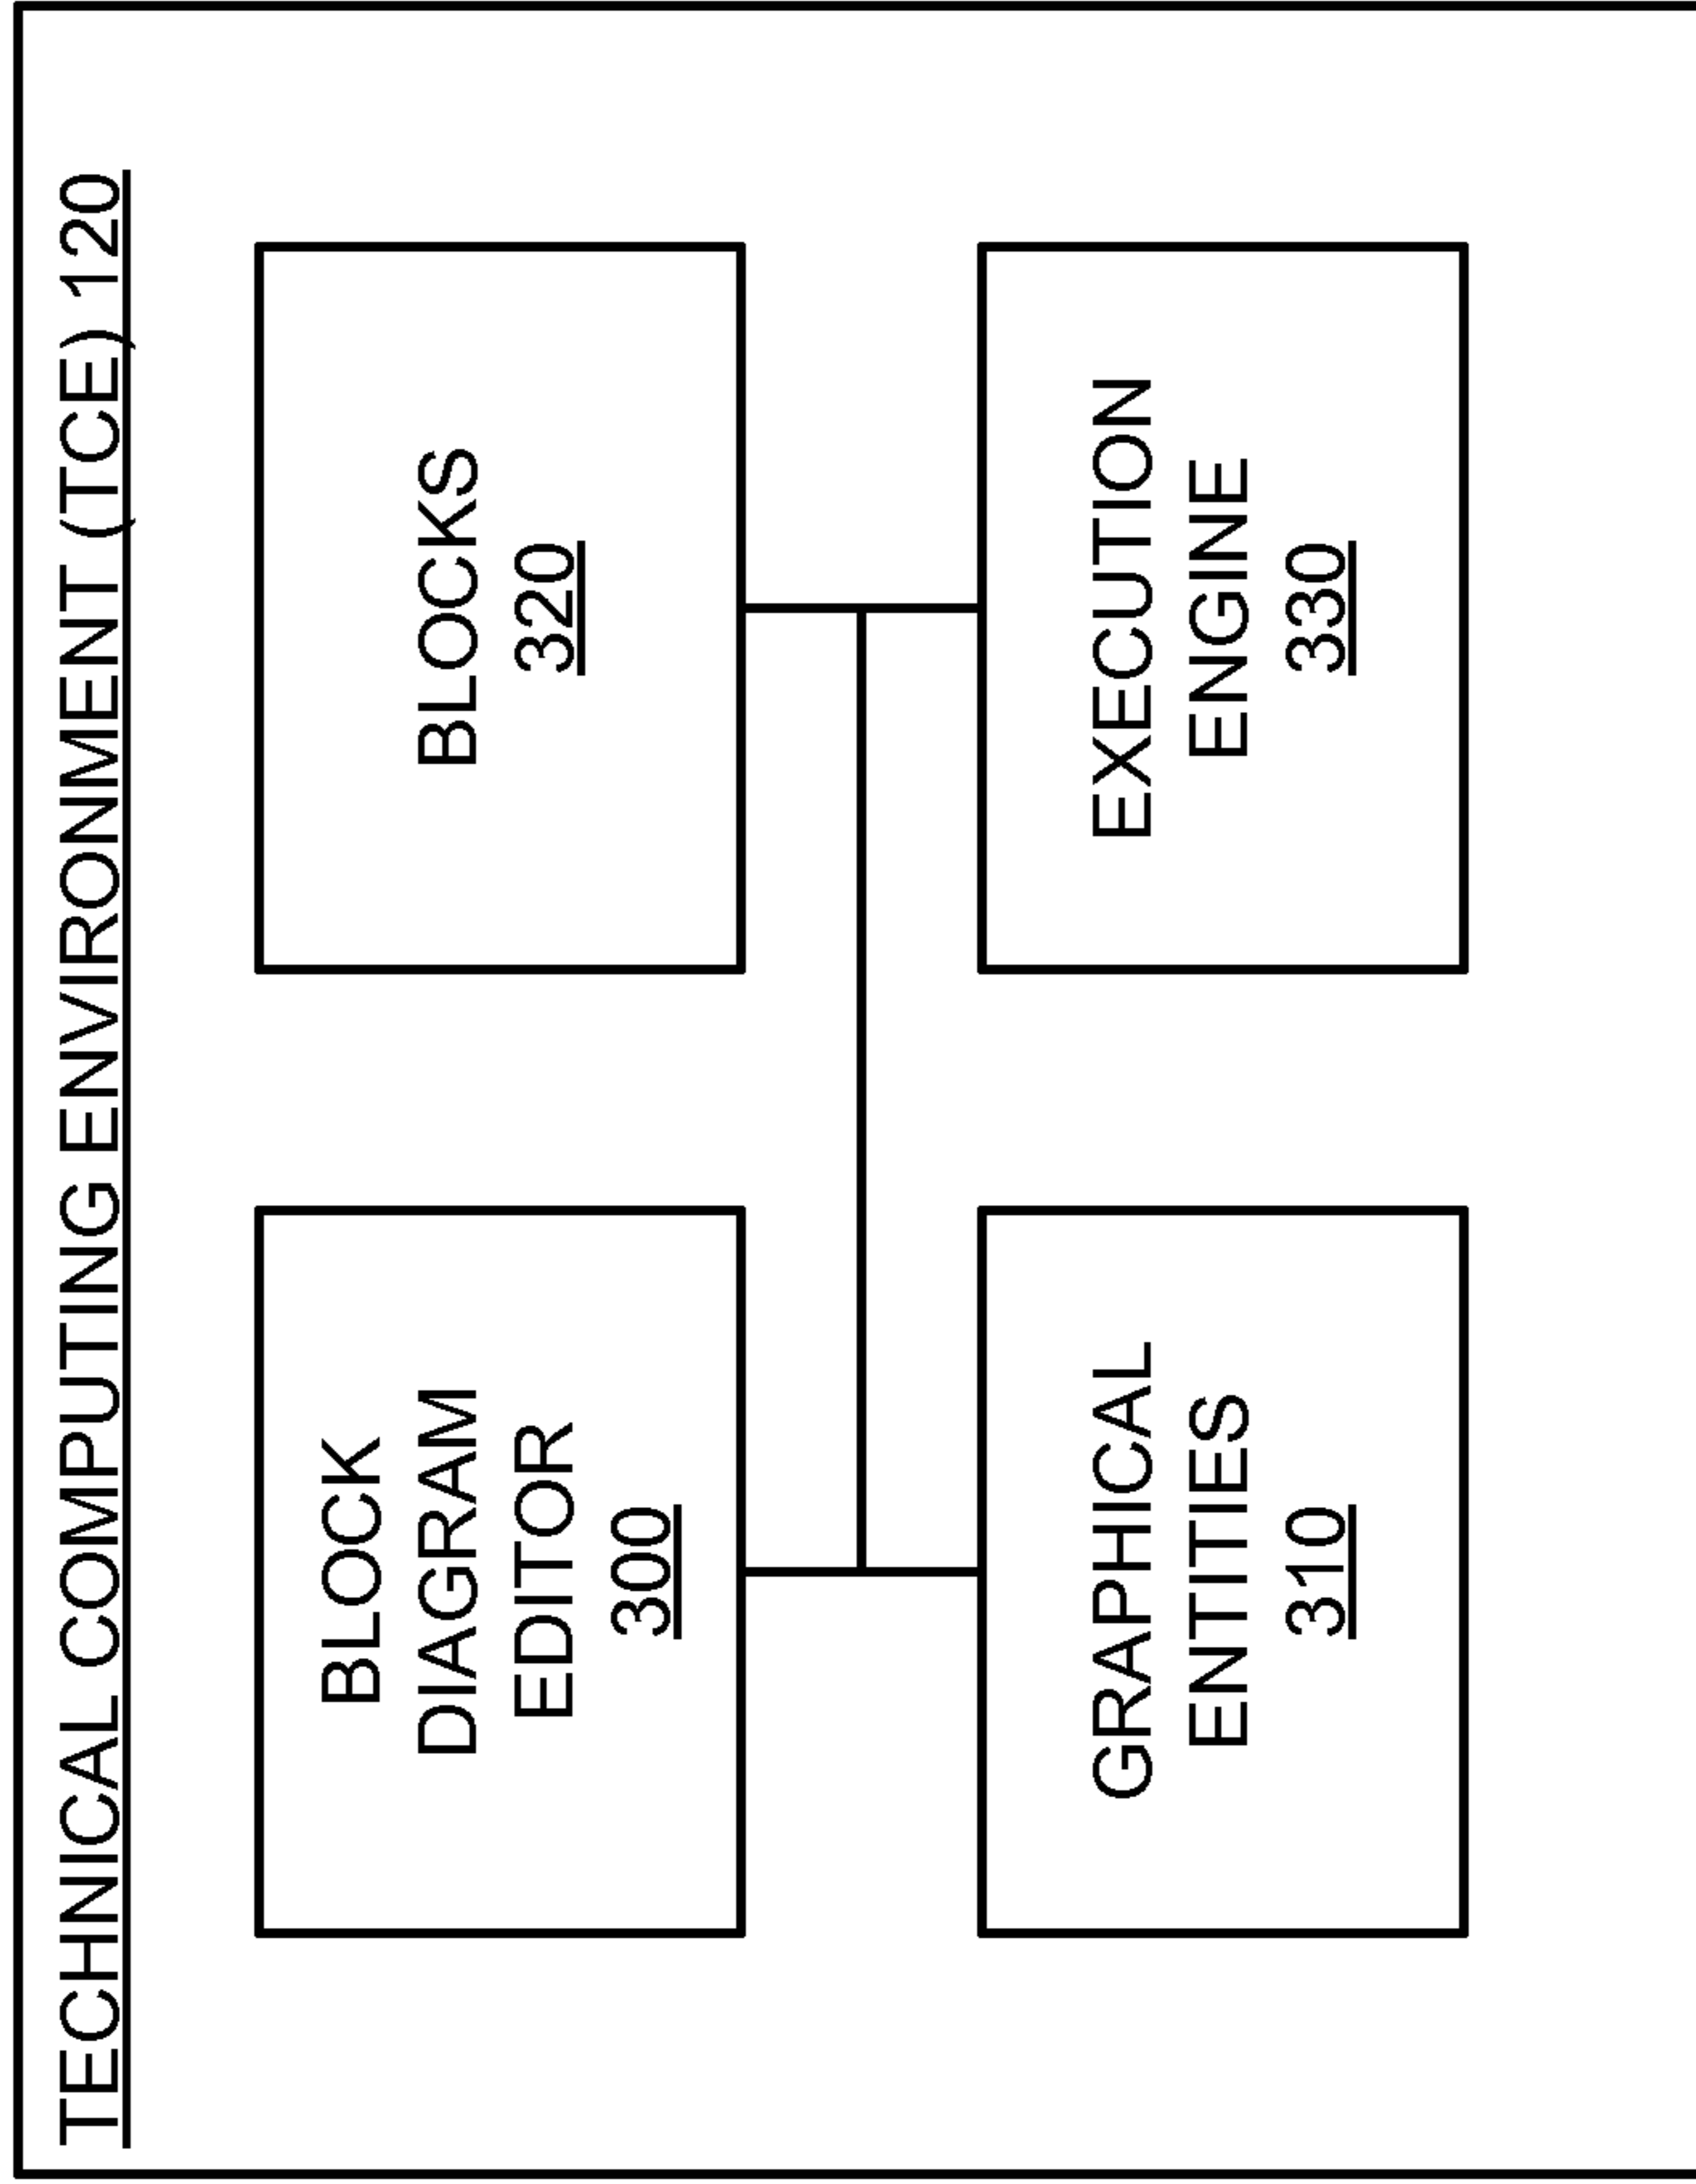 TECHNICAL COMPUTING ENVIRONMENT (TCE) 120
BLOCK
DIAGRAM
EDITOR
300
BLOCKS
320
GRAPHICAL
ENTITIES
310
EXECUTION
ENGINE
330